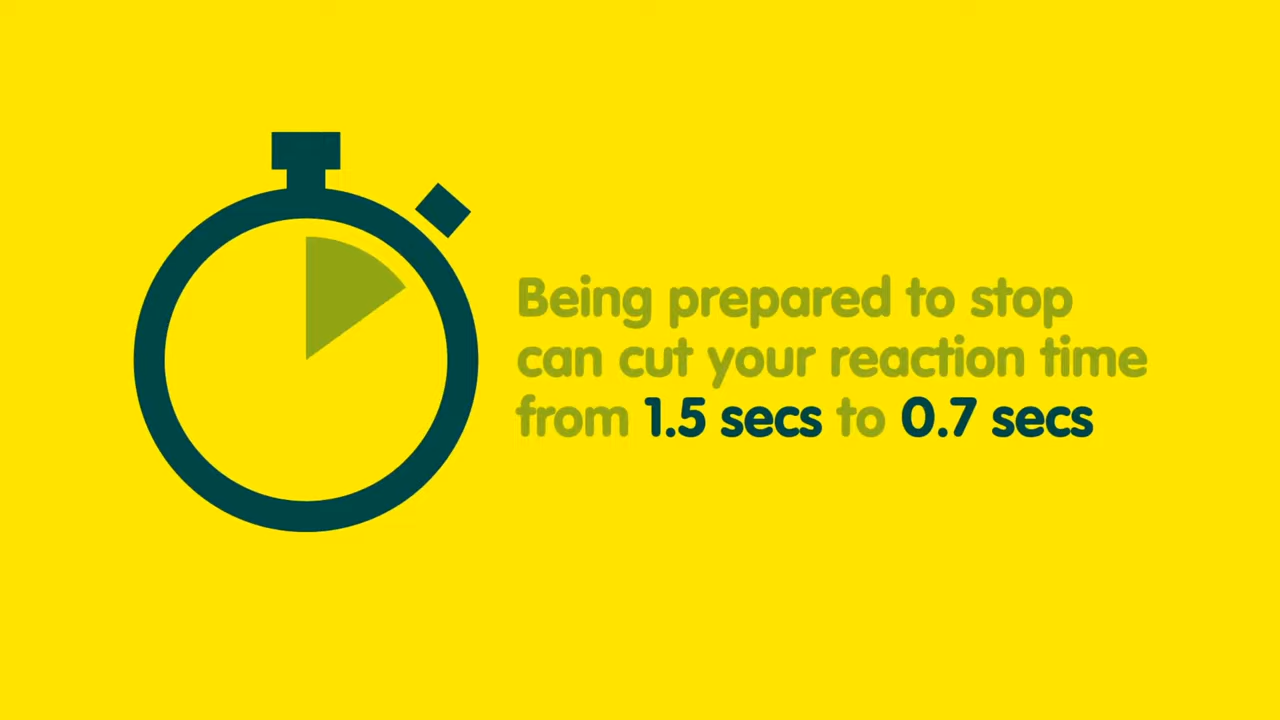 Being prepared to stop
can cut your reaction time
from 1.5 secs to 0.7 secs